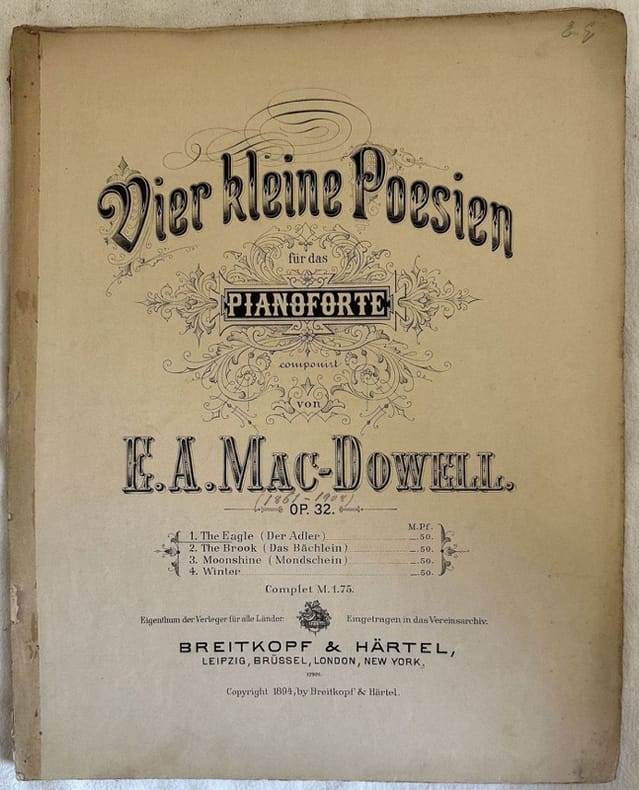 E. G.
Vier kleine Poesien
für das
PIANOFORTE
componirt
von
E. A. MAC-DOWELL.
(1861-1908)
OP. 32.
M. Pf.
1. The Eagle (Der Adler) —.50.
2. The Brook (Das Bächlein) —.50.
3. Moonshine (Mondschein) —.50.
4. Winter —.50.
Complet M. 1.75.
Eigenthum der Verleger für alle Länder. Eingetragen in das Vereinsarchiv.
BREITKOPF & HÄRTEL,
LEIPZIG, BRÜSSEL, LONDON, NEW YORK.
Copyright 1894, by Breitkopf & Härtel.